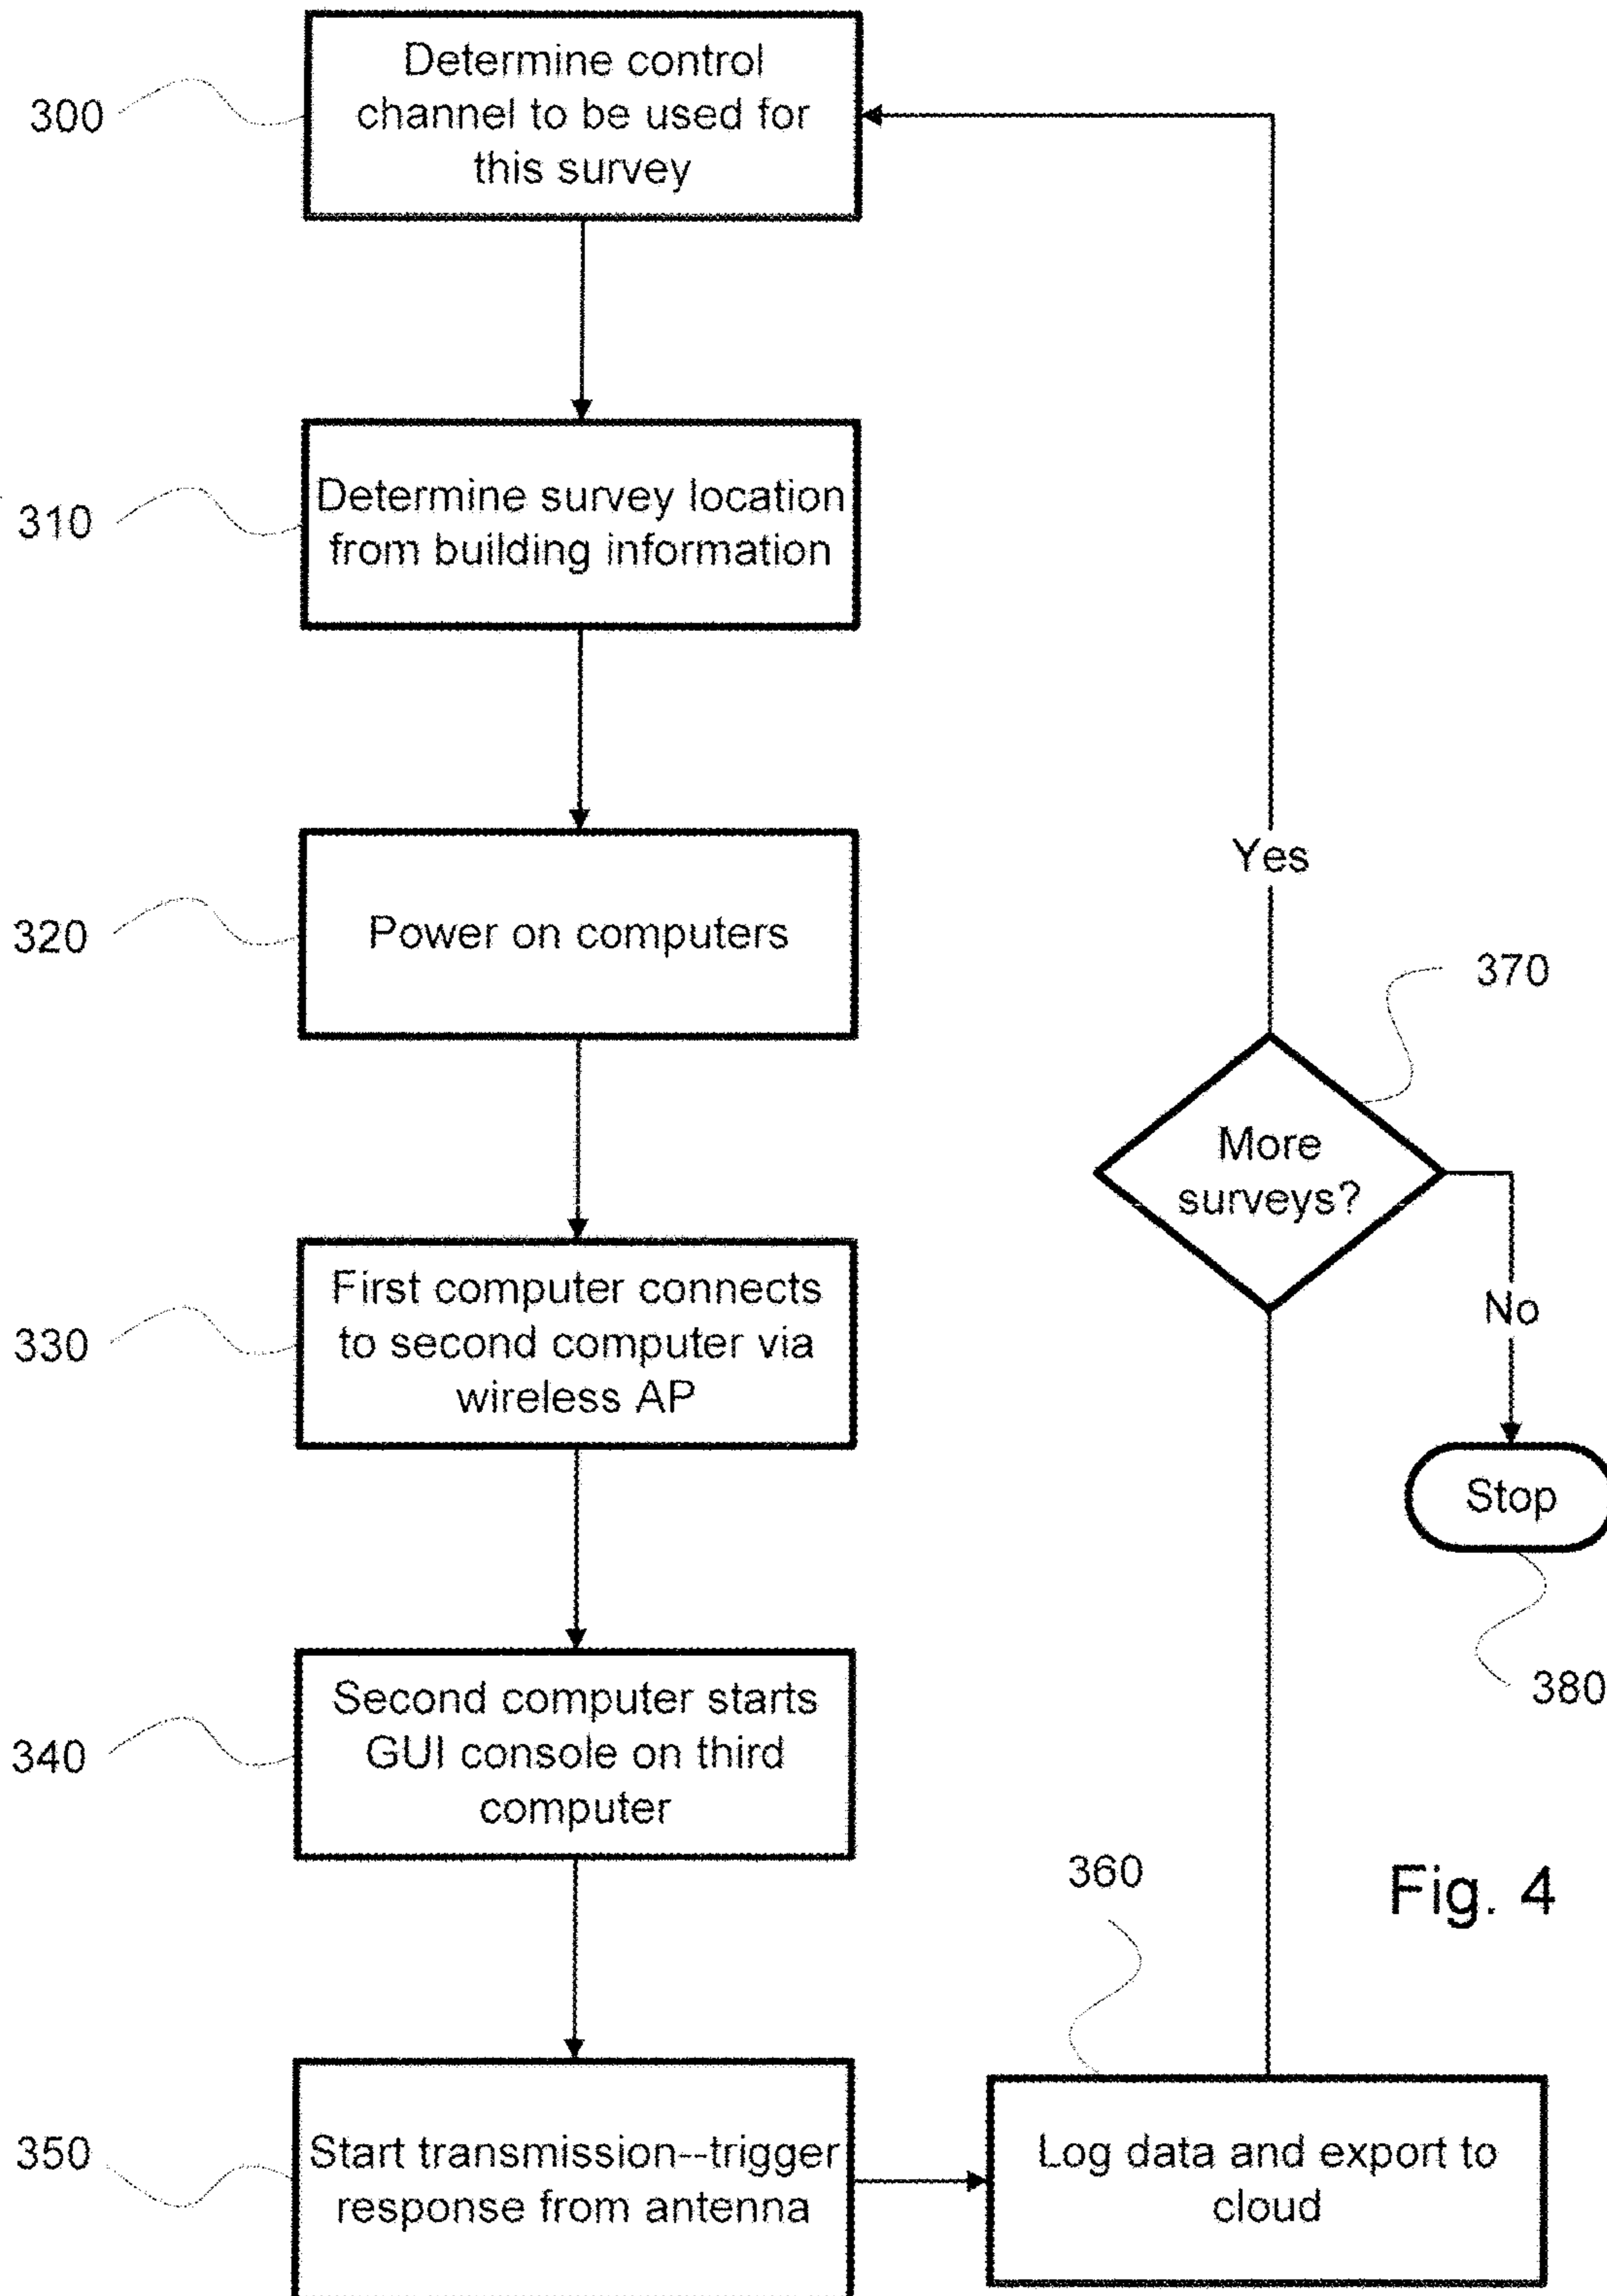 300
Determine control
channel to be used for
this survey
310
Determine survey location
from building information
320
Power on computers
330
First computer connects
to second computer via
wireless AP
340
Second computer starts
GUI console on third
computer
350
Start transmission--trigger
response from antenna
360
Log data and export to
cloud
370
More
surveys?
Yes
No
Stop
380
Fig. 4